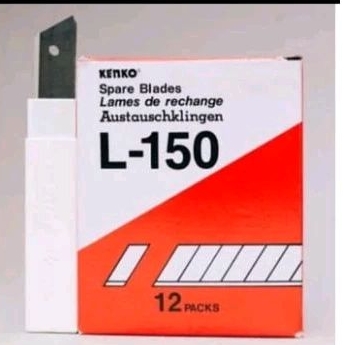 KENKO
Spare Blades
Lames de rechange
Austauschklingen
L-150
12 PACKS